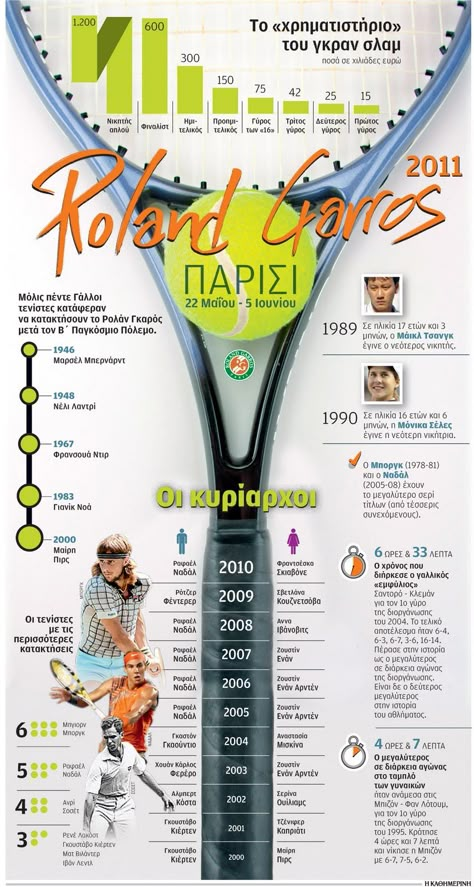 Το «χρηματιστήριο»
του γκραν σλαμ
ποσά σε χιλιάδες ευρώ
1.200
600
300
150
75
42
25
15
Νικητής
απλού
Φιναλίστ
Ημι-
τελικός
Προημι-
τελικός
Γύρος
των «16»
Τρίτος
γύρος
Δεύτερος
γύρος
Πρώτος
γύρος
Roland Garros
2011
ΠΑΡΙΣΙ
22 Μαΐου - 5 Ιουνίου
ROLAND GARROS
PARIS
Μόλις πέντε Γάλλοι
τενίστες κατάφεραν
να κατακτήσουν το Ρολάν Γκαρός
μετά τον Β΄ Παγκόσμιο Πόλεμο.
1946
Μαρσέλ Μπερνάρντ
1948
Νέλι Λαντρί
1967
Φρανσουά Ντιρ
1983
Γιανίκ Νοά
2000
Μαίρη
Πιρς
1989
Σε ηλικία 17 ετών και 3
μηνών, ο Μάικλ Τσανγκ
έγινε ο νεότερος νικητής.
1990
Σε ηλικία 16 ετών και 6
μηνών, η Μόνικα Σέλες
έγινε η νεότερη νικήτρια.
Ο Μποργκ (1978-81)
και ο Ναδάλ
(2005-08) έχουν
το μεγαλύτερο σερί
τίτλων (από τέσσερις
συνεχόμενους).
Οι κυρίαρχοι
Ραφαέλ
Ναδάλ
2010
Φραντσέσκα
Σκιαβόνε
Ρότζερ
Φέντερερ
2009
Σβετλάνα
Κουζνετσόβα
Ραφαέλ
Ναδάλ
2008
Άννα
Ιβάνοβιτς
Ραφαέλ
Ναδάλ
2007
Ζουστίν
Ενάν
Ραφαέλ
Ναδάλ
2006
Ζουστίν
Ενάν Αρντέν
Ραφαέλ
Ναδάλ
2005
Ζουστίν
Ενάν Αρντέν
Γκαστόν
Γκαούντιο
2004
Αναστασία
Μισκίνα
Χουάν Κάρλος
Φερέρο
2003
Ζουστίν
Ενάν Αρντέν
Αλμπερτ
Κόστα
2002
Σερίνα
Ουίλιαμς
Γκουστάβο
Κιέρτεν
2001
Τζένιφερ
Καπριάτι
Γκουστάβο
Κιέρτεν
2000
Μαίρη
Πιρς
Οι τενίστες
με τις
περισσότερες
κατακτήσεις
6
Μπγιορν
Μποργκ
5
Ραφαέλ
Ναδάλ
4
Ανρί
Σοσέτ
3
Ρενέ Λακόστ
Γκουστάβο Κιέρτεν
Ματ Βιλάντερ
Ιβάν Λεντλ
6 ΩΡΕΣ & 33 ΛΕΠΤΑ
Ο χρόνος που
διήρκεσε ο γαλλικός
«εμφύλιος»
Σαντορό - Κλεμάν
για τον 1ο γύρο
της διοργάνωσης
του 2004. Το τελικό
αποτέλεσμα ήταν 6-4,
6-3, 6-7, 3-6, 16-14.
Πέρασε στην ιστορία
ως ο μεγαλύτερος
σε διάρκεια αγώνας
της διοργάνωσης.
Είναι δε ο δεύτερος
μεγαλύτερος
στην ιστορία
του αθλήματος.
4 ΩΡΕΣ & 7 ΛΕΠΤΑ
Ο μεγαλύτερος
σε διάρκεια αγώνας
στο ταμπλό
των γυναικών
ήταν ανάμεσα στις
Μπιζόν - Φαν Λότουμ,
για τον 1ο γύρο
της διοργάνωσης
του 1995. Κράτησε
4 ώρες και 7 λεπτά
και νίκησε η Μπιζόν
με 6-7, 7-5, 6-2.
Η ΚΑΘΗΜΕΡΙΝΗ